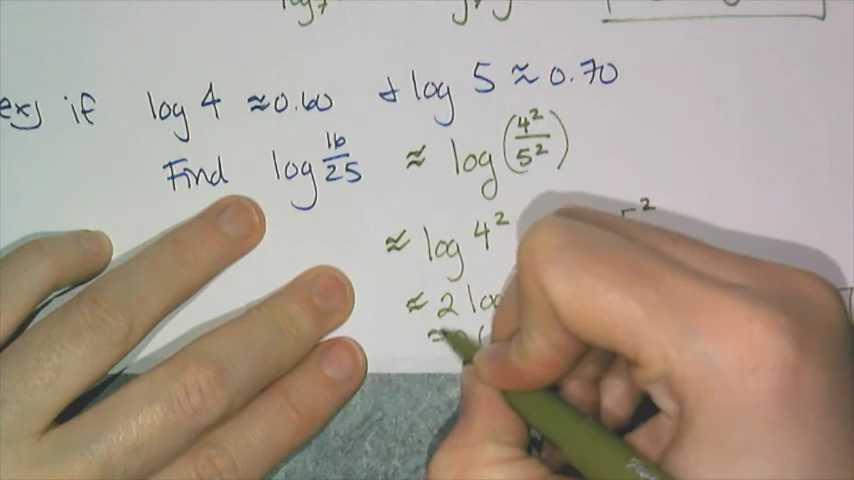 ex) if log 4 ≈ 0.60 & log 5 ≈ 0.70
Find log 16/25 ≈ log(4²/5²)
≈ log 4² 5²
≈ 2 log
≈